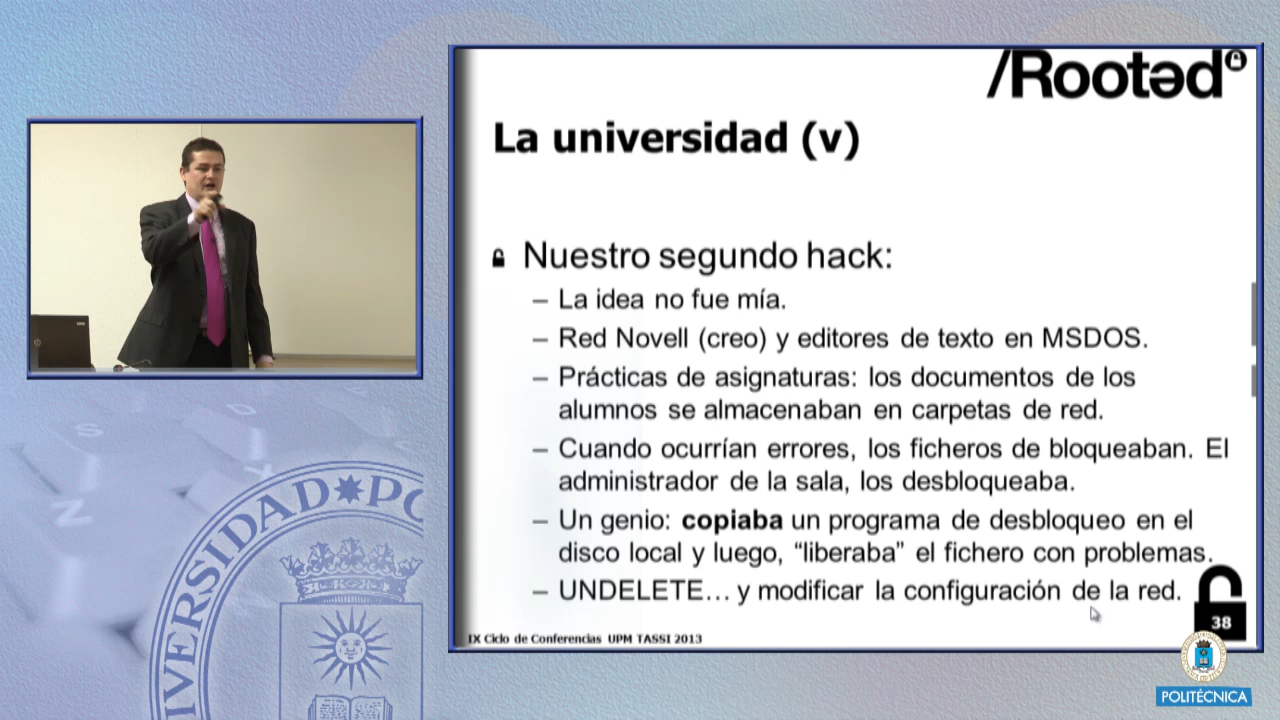 /Rootəd
La universidad (v)
Nuestro segundo hack:
– La idea no fue mía.
– Red Novell (creo) y editores de texto en MSDOS.
– Prácticas de asignaturas: los documentos de los
alumnos se almacenaban en carpetas de red.
– Cuando ocurrían errores, los ficheros de bloqueaban. El
administrador de la sala, los desbloqueaba.
– Un genio: copiaba un programa de desbloqueo en el
disco local y luego, “liberaba” el fichero con problemas.
– UNDELETE… y modificar la configuración de la red.
38
IX Ciclo de Conferencias UPM TASSI 2013
POLITÉCNICA
VERSIDAD PO